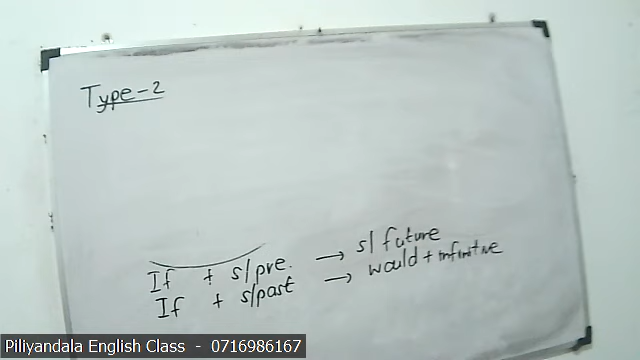 Type-2
If + s/pre. → s/ future
If + s/past → would + infinitive
Piliyandala English Class - 0716986167